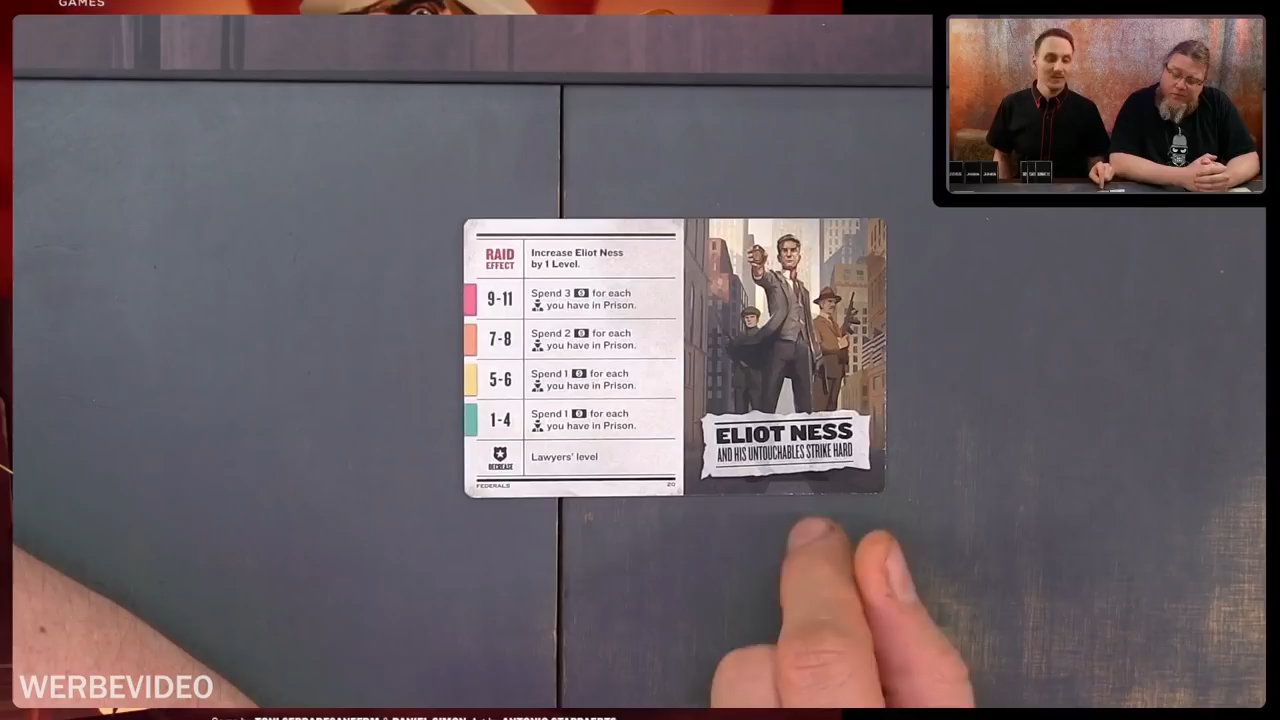 GAMES
RAID
EFFECT
Increase Eliot Ness
by 1 Level.
9-11
Spend 3 for each
you have in Prison.
7-8
Spend 2 for each
you have in Prison.
5-6
Spend 1 for each
you have in Prison.
1-4
Spend 1 for each
you have in Prison.
DECREASE
Lawyers' level
FEDERALS
20
ELIOT NESS
AND HIS UNTOUCHABLES STRIKE HARD
WERBEVIDEO